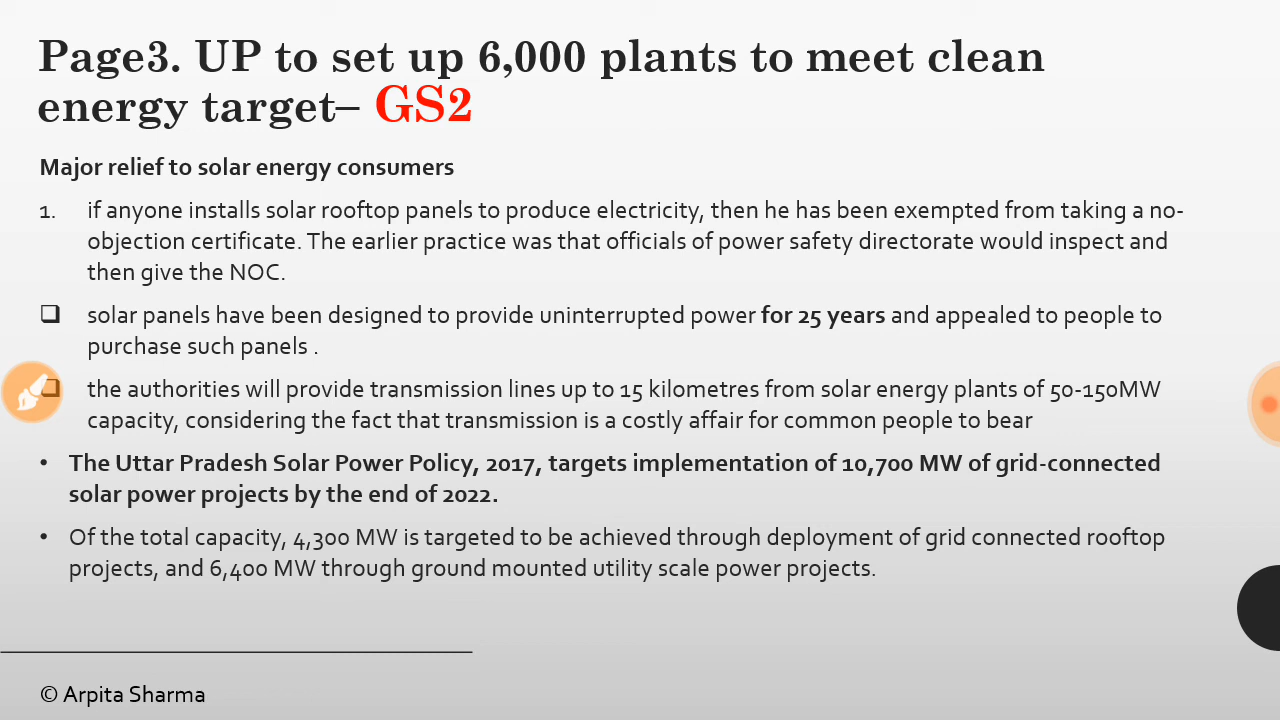 Page3. UP to set up 6,000 plants to meet clean
energy target– GS2
Major relief to solar energy consumers
1. if anyone installs solar rooftop panels to produce electricity, then he has been exempted from taking a no-
objection certificate. The earlier practice was that officials of power safety directorate would inspect and
then give the NOC.
❑ solar panels have been designed to provide uninterrupted power for 25 years and appealed to people to
purchase such panels .
❑ the authorities will provide transmission lines up to 15 kilometres from solar energy plants of 50-150MW
capacity, considering the fact that transmission is a costly affair for common people to bear
• The Uttar Pradesh Solar Power Policy, 2017, targets implementation of 10,700 MW of grid-connected
solar power projects by the end of 2022.
• Of the total capacity, 4,300 MW is targeted to be achieved through deployment of grid connected rooftop
projects, and 6,400 MW through ground mounted utility scale power projects.
© Arpita Sharma